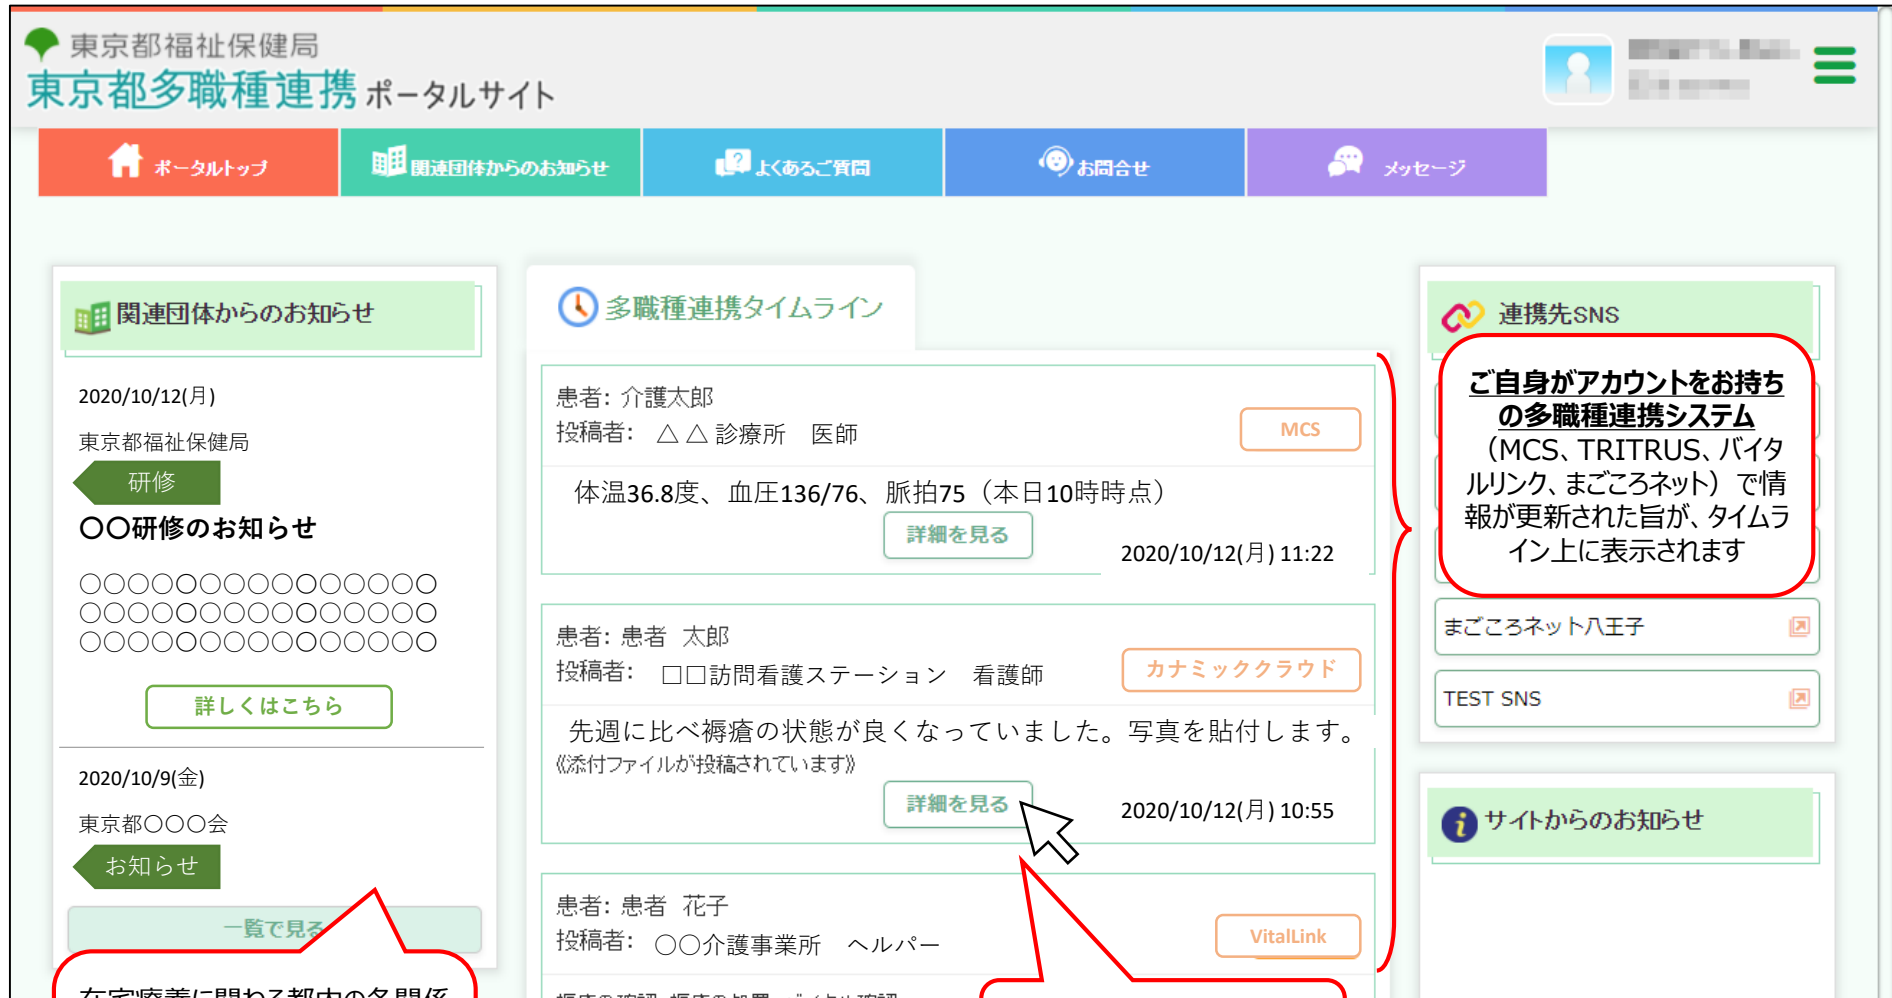 東京都福祉保健局
東京都多職種連携 ポータルサイト
ポータルトップ
関連団体からのお知らせ
よくあるご質問
お問合せ
メッセージ
関連団体からのお知らせ
2020/10/12(月)
東京都福祉保健局
研修
〇〇研修のお知らせ
〇〇〇〇〇〇〇〇〇〇〇〇〇〇〇
〇〇〇〇〇〇〇〇〇〇〇〇〇〇〇
〇〇〇〇〇〇〇〇〇〇〇〇〇〇〇
詳しくはこちら
2020/10/9(金)
東京都〇〇〇会
お知らせ
一覧で見る
在宅療養に関わる都内の各関係
多職種連携タイムライン
患者: 介護太郎
投稿者: △△診療所 医師
MCS
体温36.8度、血圧136/76、脈拍75（本日10時時点）
詳細を見る
2020/10/12(月) 11:22
患者: 患者 太郎
投稿者: □□訪問看護ステーション 看護師
カナミッククラウド
先週に比べ褥瘡の状態が良くなっていました。写真を貼付します。
《添付ファイルが投稿されています》
詳細を見る
2020/10/12(月) 10:55
患者: 患者 花子
投稿者: 〇〇介護事業所 ヘルパー
VitalLink
連携先SNS
ご自身がアカウントをお持ち
の多職種連携システム
（MCS、TRITRUS、バイタ
ルリンク、まごころネット）で情
報が更新された旨が、タイムラ
イン上に表示されます
まごころネット八王子
TEST SNS
サイトからのお知らせ